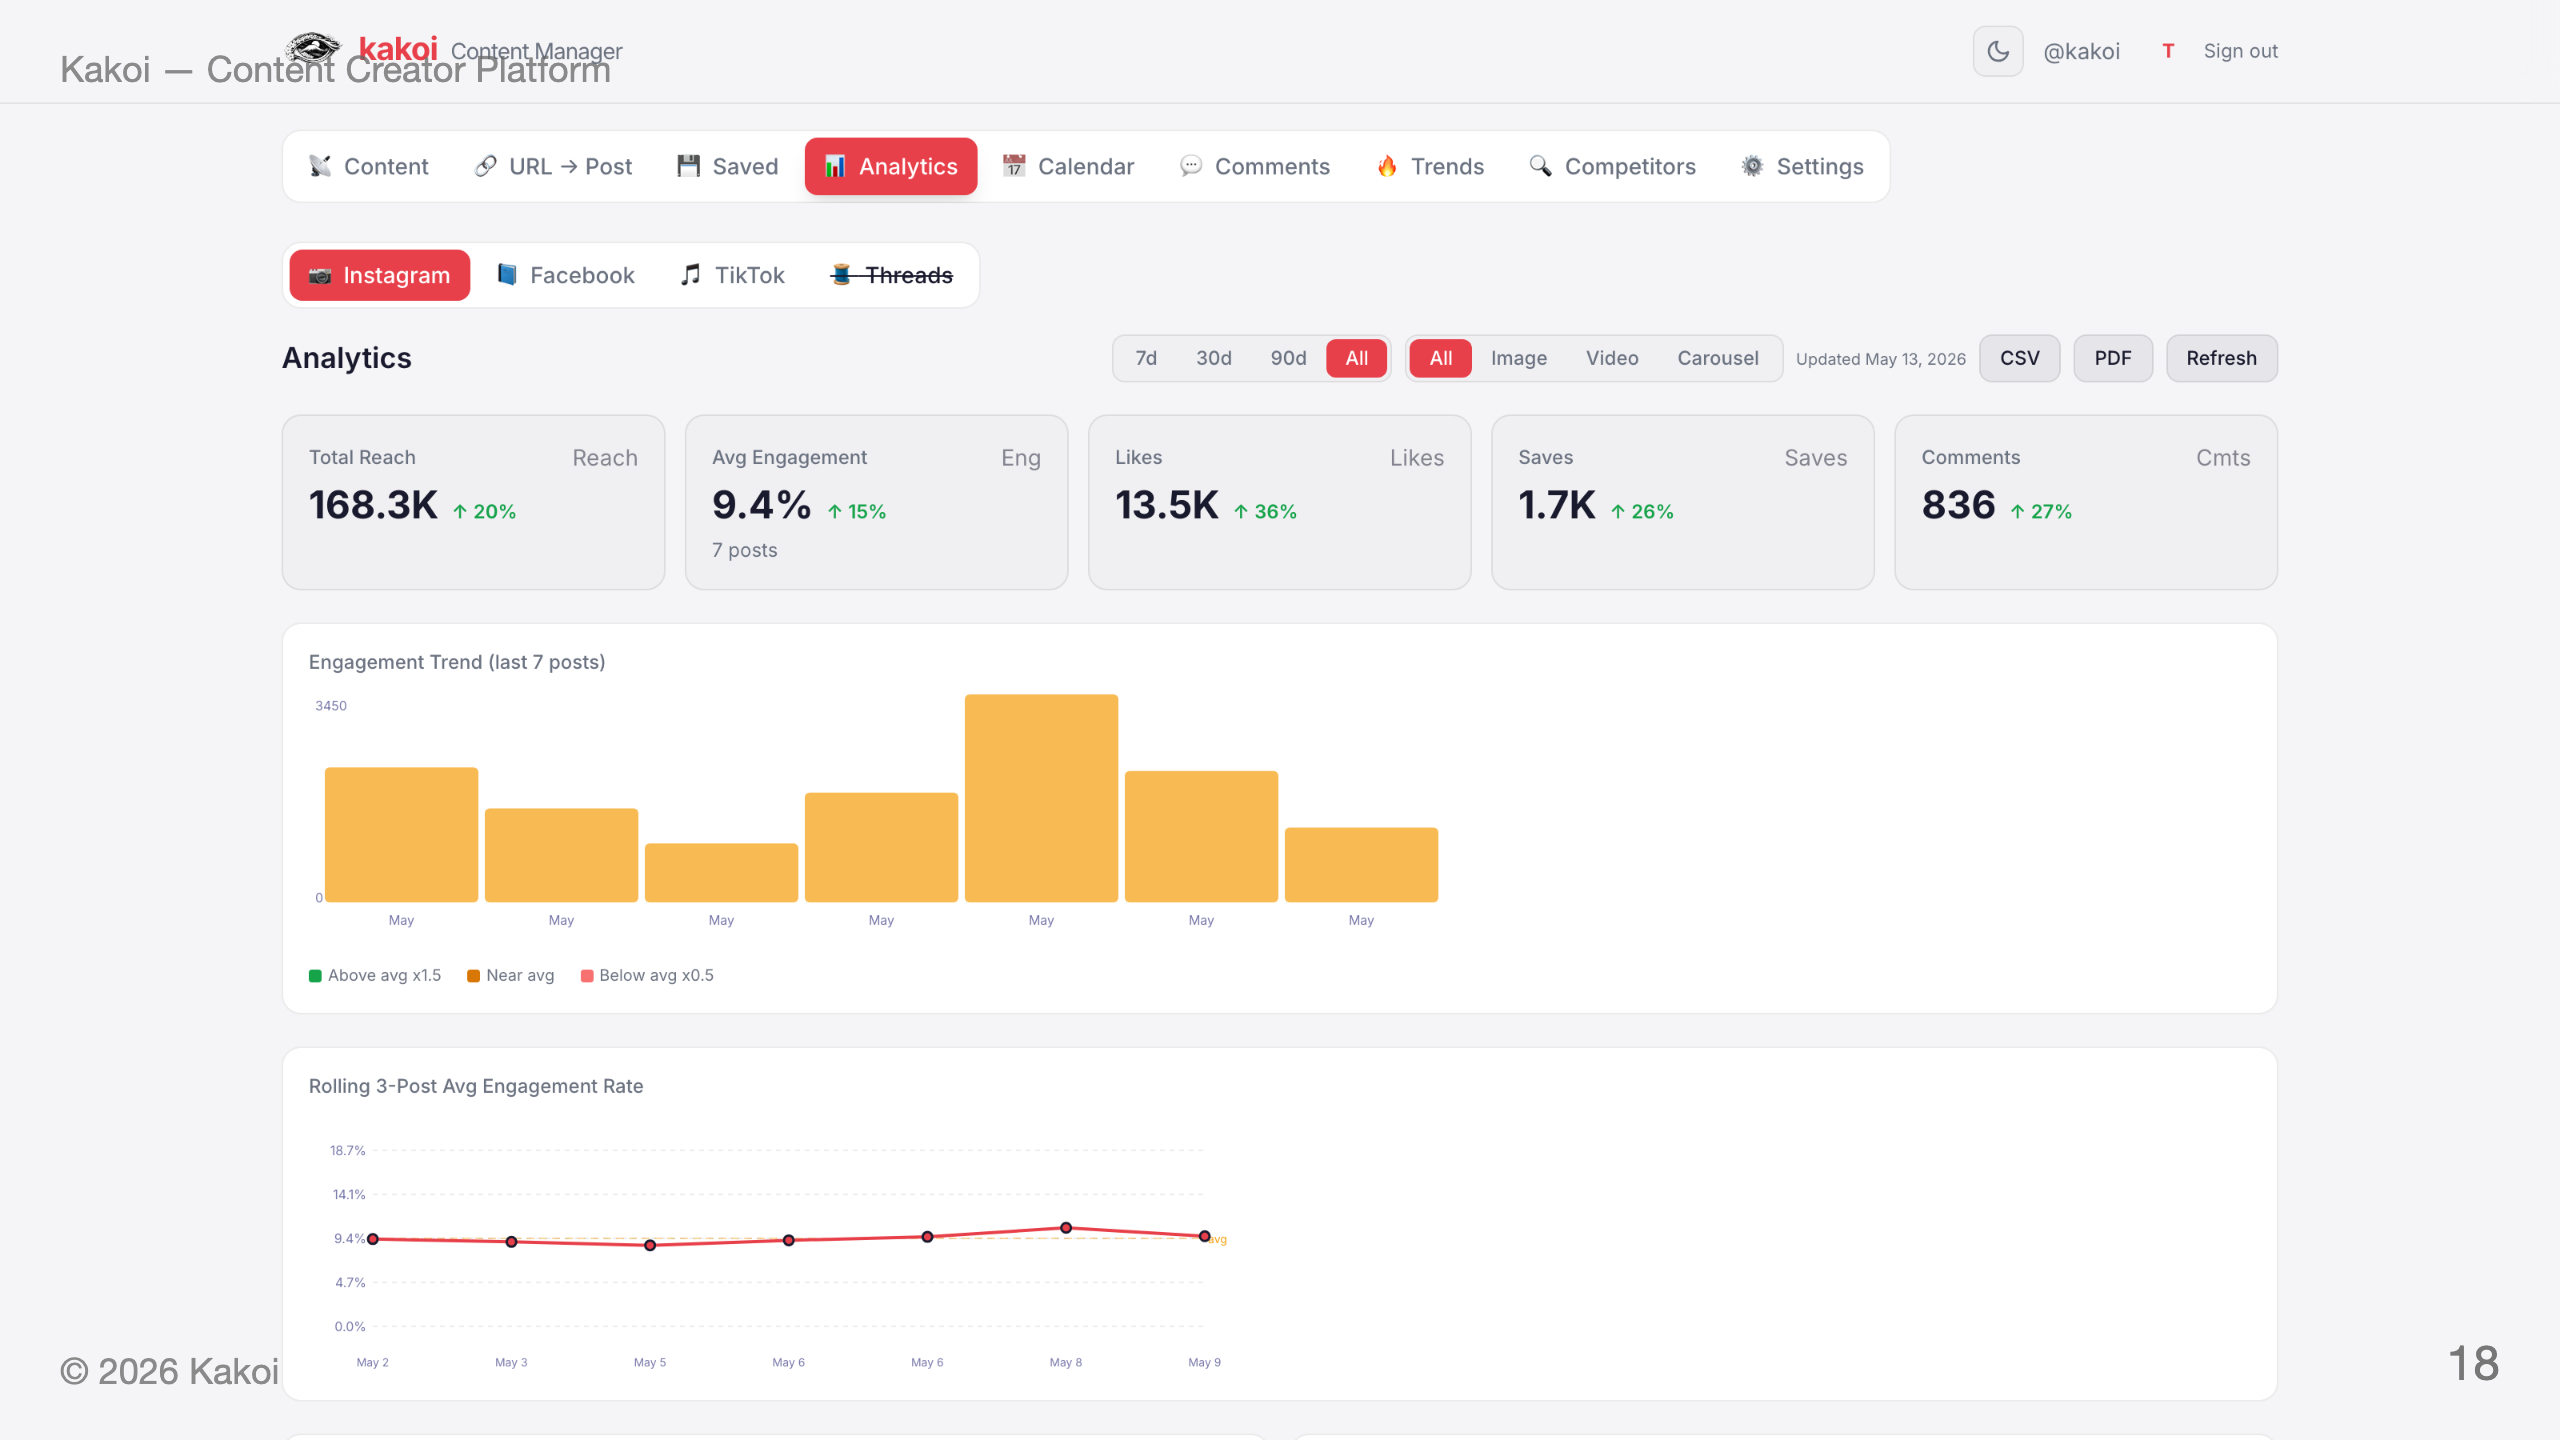 kakoi Content Manager
Kakoi — Content Creator Platform
@kakoi T Sign out
Content URL → Post Saved Analytics Calendar Comments Trends Competitors Settings
Instagram Facebook TikTok Threads
Analytics
7d 30d 90d All All Image Video Carousel Updated May 13, 2026 CSV PDF Refresh
Total Reach Reach
168.3K ↑ 20%
Avg Engagement Eng
9.4% ↑ 15%
7 posts
Likes Likes
13.5K ↑ 36%
Saves Saves
1.7K ↑ 26%
Comments Cmts
836 ↑ 27%
Engagement Trend (last 7 posts)
3450
0
May May May May May May May
Above avg x1.5 Near avg Below avg x0.5
Rolling 3-Post Avg Engagement Rate
18.7%
14.1%
9.4%
avg
4.7%
0.0%
May 2 May 3 May 5 May 6 May 6 May 8 May 9
© 2026 Kakoi
18